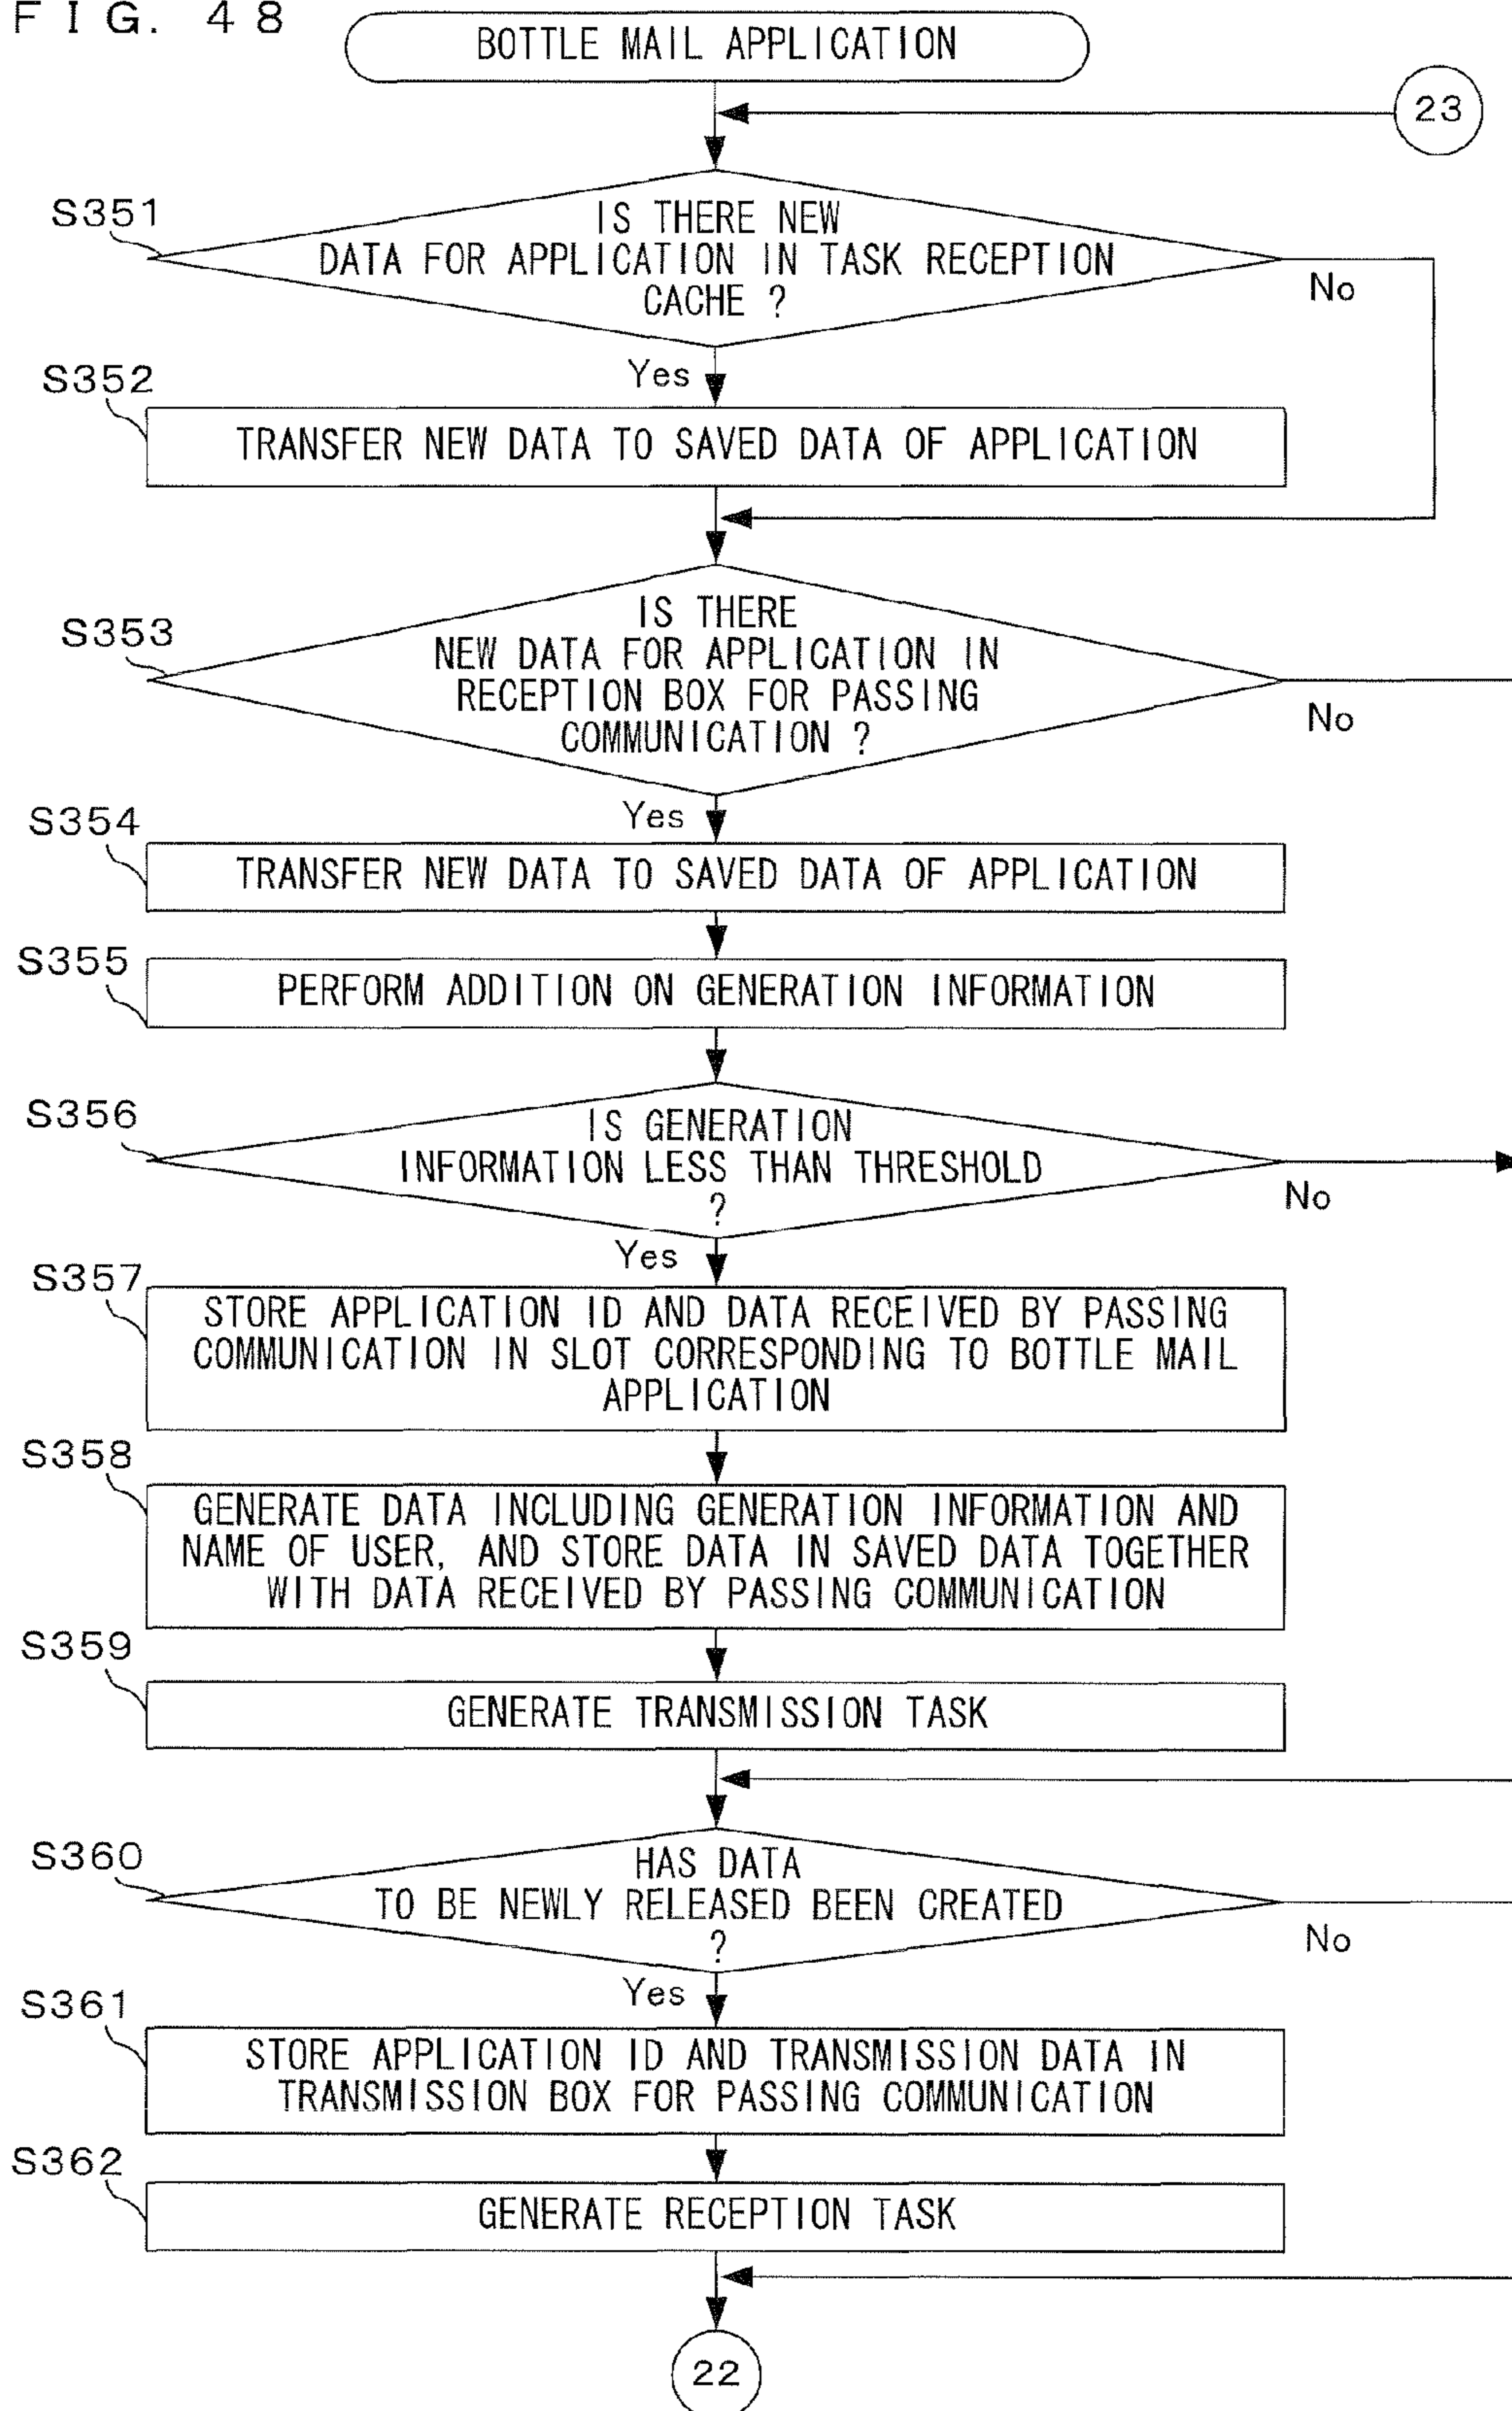 FIG. 48
BOTTLE MAIL APPLICATION
23
S351
IS THERE NEW
DATA FOR APPLICATION IN TASK RECEPTION
CACHE ?
No
Yes
S352
TRANSFER NEW DATA TO SAVED DATA OF APPLICATION
S353
IS THERE
NEW DATA FOR APPLICATION IN
RECEPTION BOX FOR PASSING
COMMUNICATION ?
No
Yes
S354
TRANSFER NEW DATA TO SAVED DATA OF APPLICATION
S355
PERFORM ADDITION ON GENERATION INFORMATION
S356
IS GENERATION
INFORMATION LESS THAN THRESHOLD
?
No
Yes
S357
STORE APPLICATION ID AND DATA RECEIVED BY PASSING
COMMUNICATION IN SLOT CORRESPONDING TO BOTTLE MAIL
APPLICATION
S358
GENERATE DATA INCLUDING GENERATION INFORMATION AND
NAME OF USER, AND STORE DATA IN SAVED DATA TOGETHER
WITH DATA RECEIVED BY PASSING COMMUNICATION
S359
GENERATE TRANSMISSION TASK
S360
HAS DATA
TO BE NEWLY RELEASED BEEN CREATED
?
No
Yes
S361
STORE APPLICATION ID AND TRANSMISSION DATA IN
TRANSMISSION BOX FOR PASSING COMMUNICATION
S362
GENERATE RECEPTION TASK
22